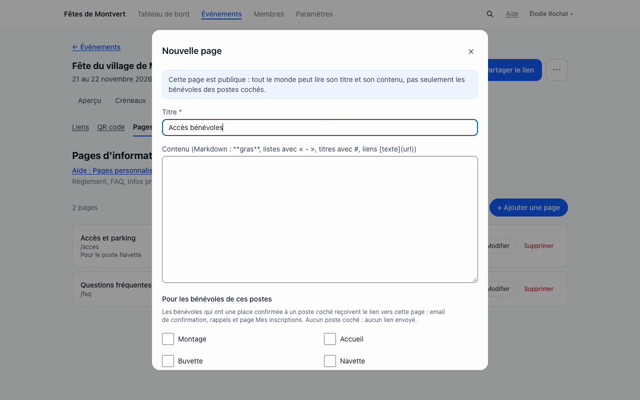 Fêtes de Montvert Tableau de bord Événements Membres Paramètres Aide Élodie Rochat
← Événements
Fête du village de M
21 au 22 novembre 2026
artager le lien ···
Aperçu Créneaux
Liens QR code Pages
Pages d'informat
Aide : Pages personnalis
Règlement, FAQ, infos pr
2 pages
+ Ajouter une page
Accès et parking
/acces
Pour le poste Navette
Modifier Supprimer
Questions fréquentes
/faq
Modifier Supprimer
Nouvelle page ×
Cette page est publique : tout le monde peut lire son titre et son contenu, pas seulement les
bénévoles des postes cochés.
Titre *
Accès bénévoles
Contenu (Markdown : **gras**, listes avec « - », titres avec #, liens [texte](url))
Pour les bénévoles de ces postes
Les bénévoles qui ont une place confirmée à un poste coché reçoivent le lien vers cette page : email
de confirmation, rappels et page Mes inscriptions. Aucun poste coché : aucun lien envoyé.
Montage Accueil
Buvette Navette